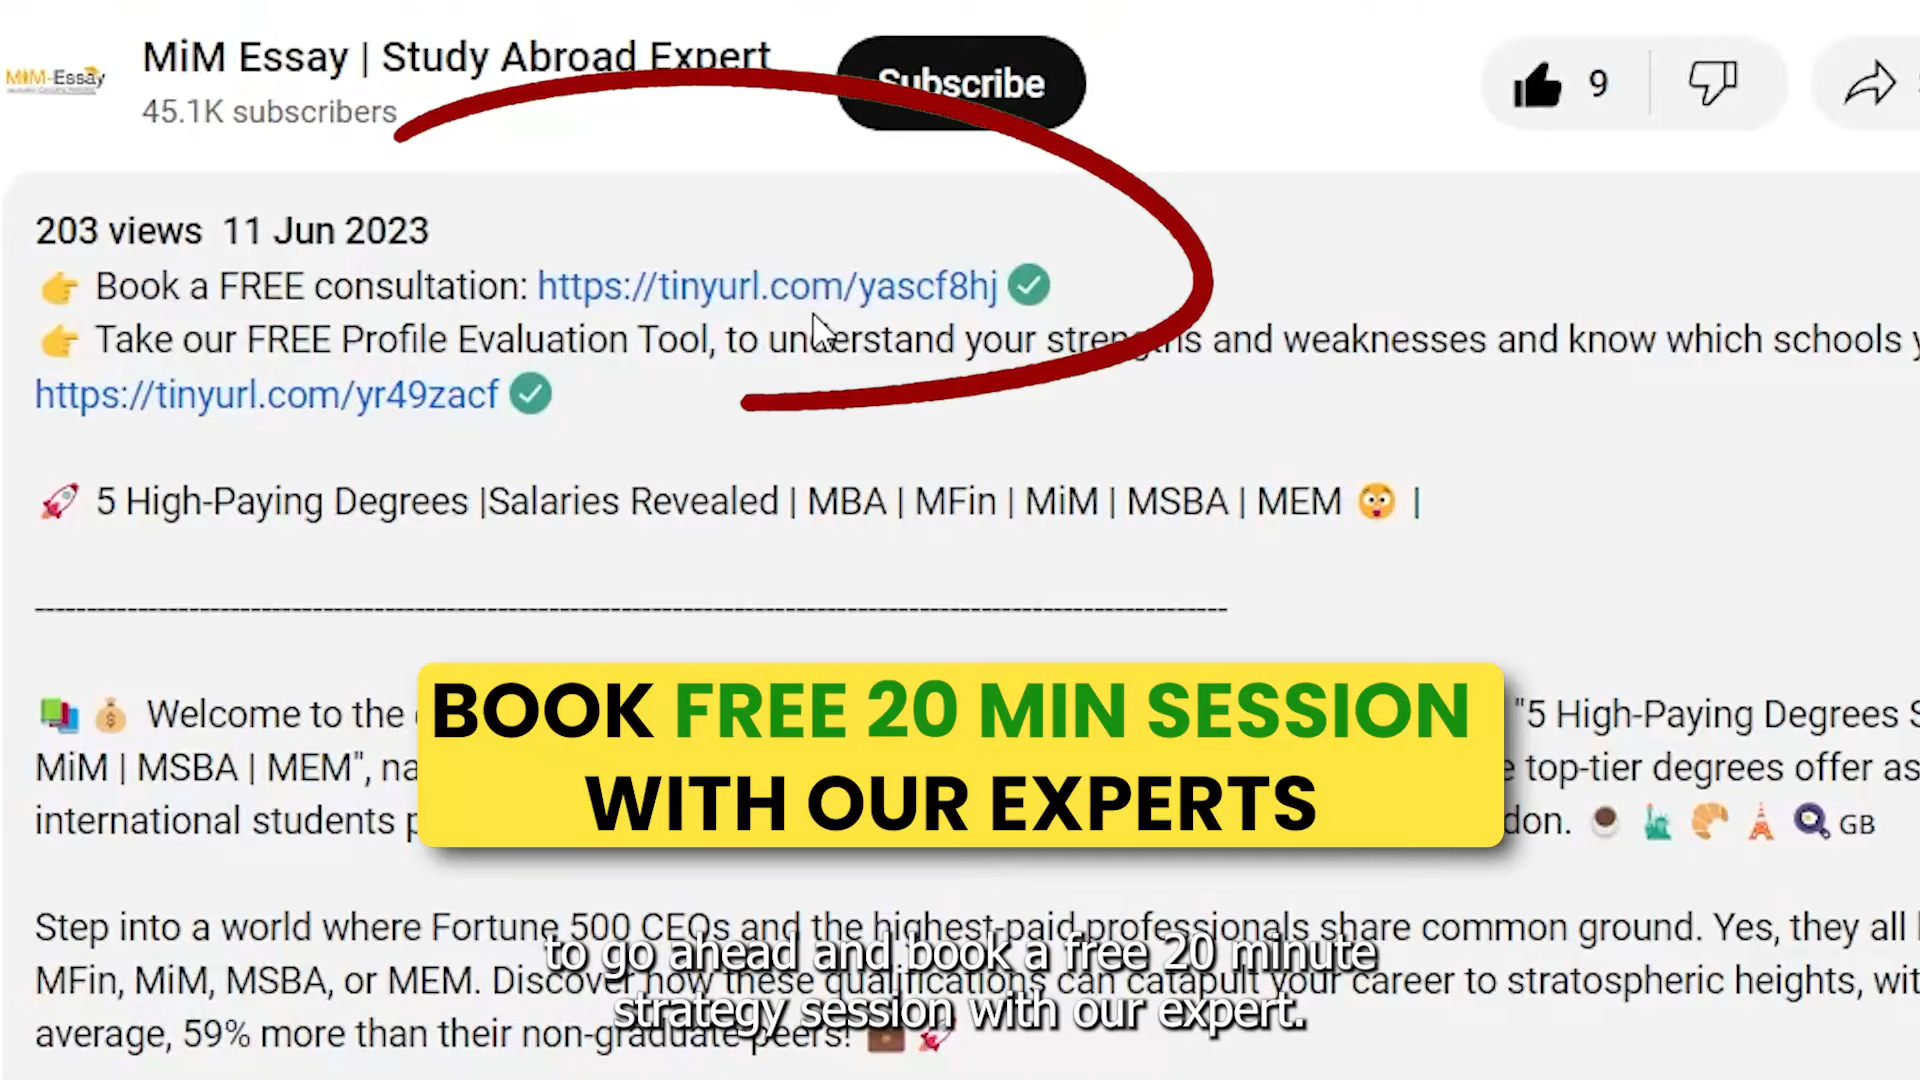 MiM Essay | Study Abroad Expert
MiM-Essay
45.1K subscribers
Subscribe
9
203 views 11 Jun 2023
👉 Book a FREE consultation: https://tinyurl.com/yascf8hj ✅
👉 Take our FREE Profile Evaluation Tool, to understand your strengths and weaknesses and know which schools
https://tinyurl.com/yr49zacf ✅
🚀 5 High-Paying Degrees |Salaries Revealed | MBA | MFin | MiM | MSBA | MEM 😲 |
📚 💰 Welcome to the "5 High-Paying Degrees
MiM | MSBA | MEM", top-tier degrees offer as
international students GB
BOOK FREE 20 MIN SESSION
WITH OUR EXPERTS
Step into a world where Fortune 500 CEOs and the highest-paid professionals share common ground. Yes, they all
MFin, MiM, MSBA, or MEM. Discover how these qualifications can catapult your career to stratospheric heights,
average, 59% more than their non-graduate peers! 💼 🚀
to go ahead and book a free 20 minute
strategy session with our expert.